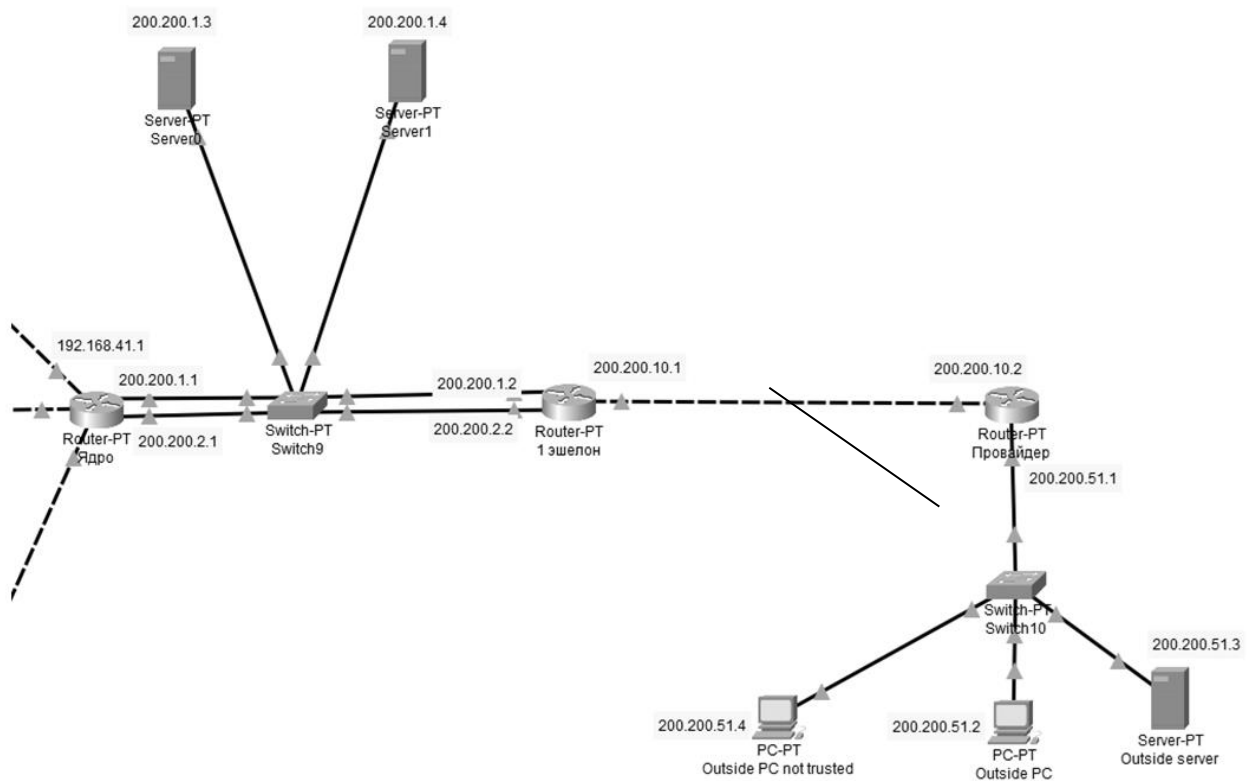 200.200.1.3
200.200.1.4
Server-PT
Server0
Server-PT
Server1
192.168.41.1
200.200.1.1
200.200.1.2
200.200.10.1
200.200.10.2
Router-PT
Ядро
200.200.2.1
Switch-PT
Switch9
200.200.2.2
Router-PT
1 эшелон
Router-PT
Провайдер
200.200.51.1
Switch-PT
Switch10
200.200.51.3
200.200.51.4
PC-PT
Outside PC not trusted
200.200.51.2
PC-PT
Outside PC
Server-PT
Outside server